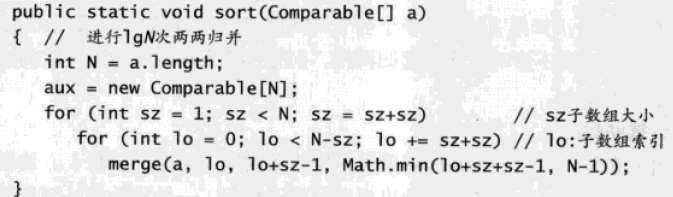 public static void sort(Comparable[] a)
{ // 进行lgN次两两归并
int N = a.length;
aux = new Comparable[N];
for (int sz = 1; sz < N; sz = sz+sz) // sz子数组大小
for (int lo = 0; lo < N-sz; lo += sz+sz) // lo:子数组索引
merge(a, lo, lo+sz-1, Math.min(lo+sz+sz-1, N-1));
}